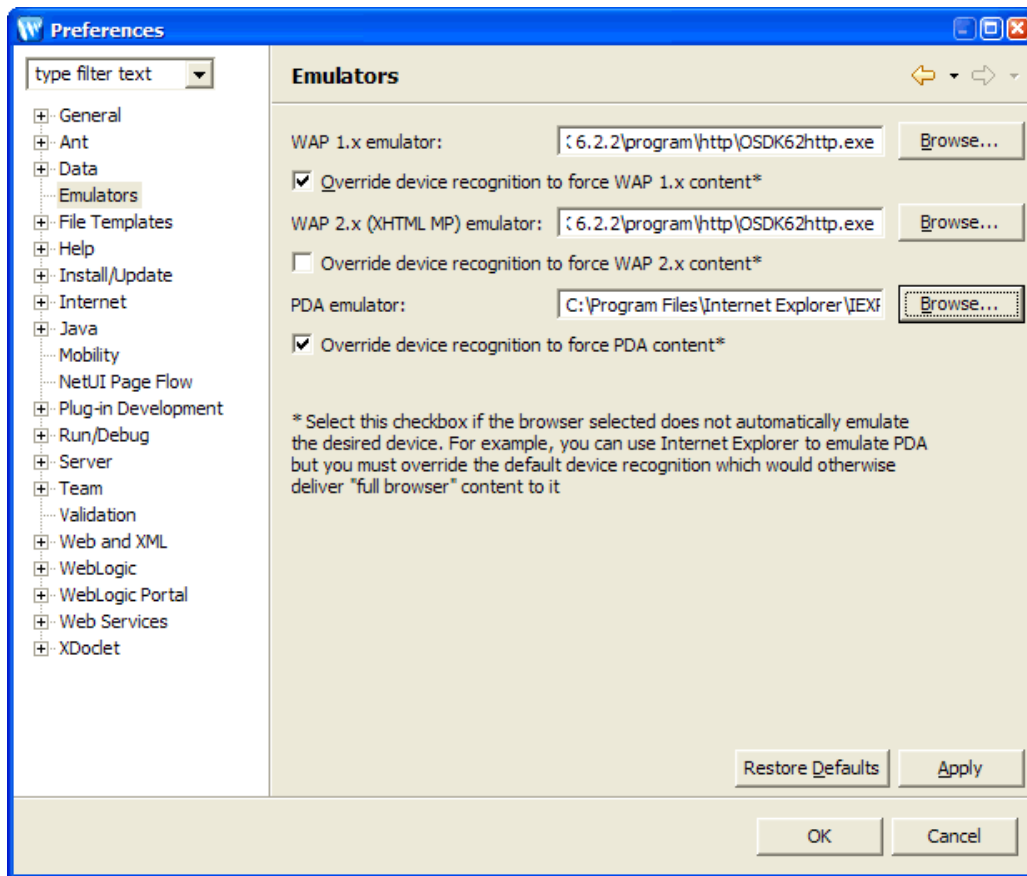 Preferences
type filter text
General
Ant
Data
Emulators
File Templates
Help
Install/Update
Internet
Java
Mobility
NetUI Page Flow
Plug-in Development
Run/Debug
Server
Team
Validation
Web and XML
WebLogic
WebLogic Portal
Web Services
XDoclet
Emulators
WAP 1.x emulator: 6.2.2\program\http\OSDK62http.exe Browse...
Override device recognition to force WAP 1.x content*
WAP 2.x (XHTML MP) emulator: 6.2.2\program\http\OSDK62http.exe Browse...
Override device recognition to force WAP 2.x content*
PDA emulator: C:\Program Files\Internet Explorer\IEXP Browse...
Override device recognition to force PDA content*
* Select this checkbox if the browser selected does not automatically emulate
the desired device. For example, you can use Internet Explorer to emulate PDA
but you must override the default device recognition which would otherwise
deliver "full browser" content to it
Restore Defaults Apply
OK Cancel